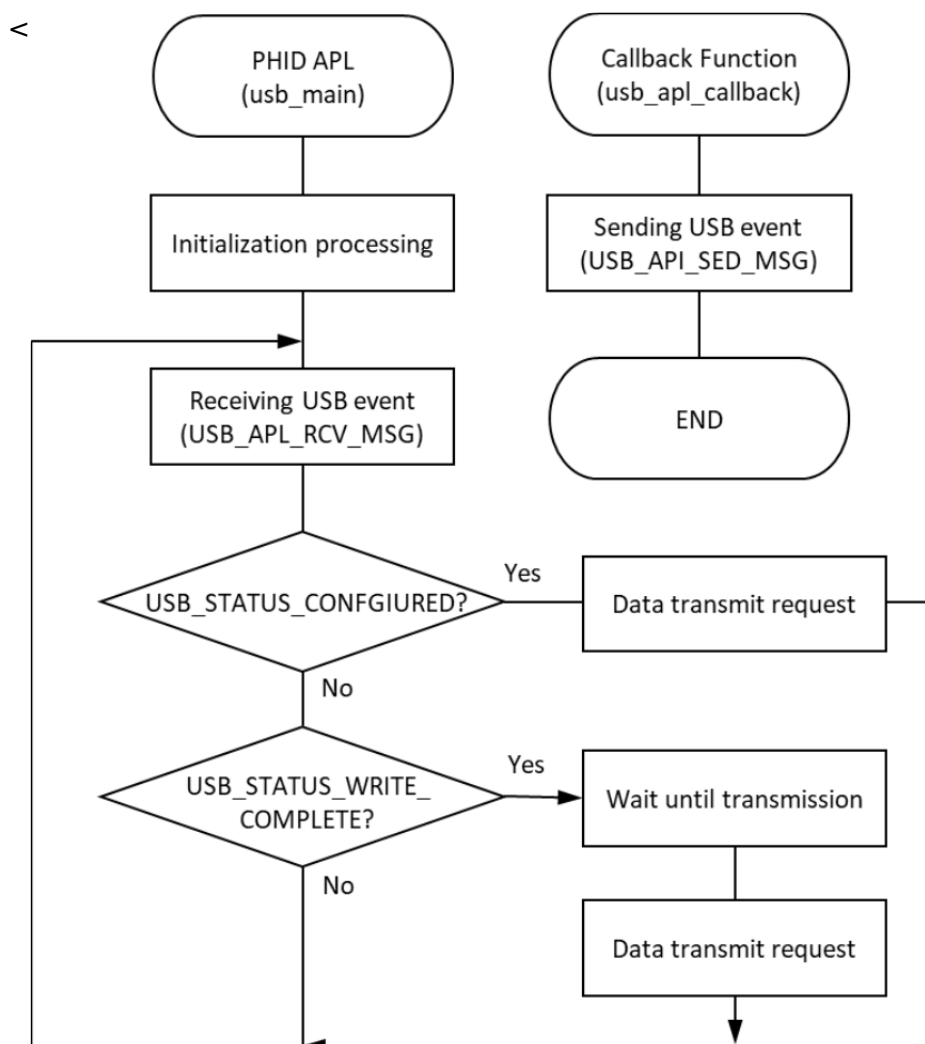 <
PHID APL
(usb_main)
Initialization processing
Receiving USB event
(USB_APL_RCV_MSG)
USB_STATUS_CONFGIURED?
Yes
Data transmit request
No
USB_STATUS_WRITE_
COMPLETE?
Yes
Wait until transmission
No
Data transmit request
Callback Function
(usb_apl_callback)
Sending USB event
(USB_API_SED_MSG)
END